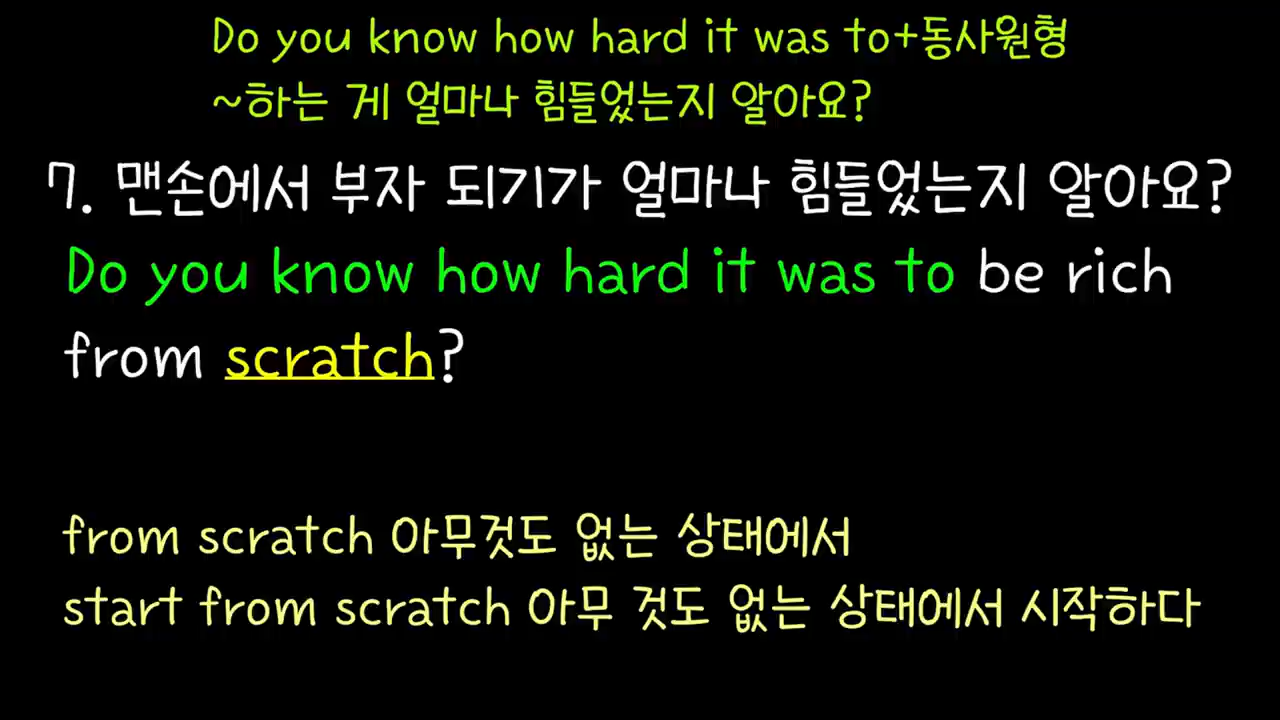 Do you know how hard it was to+동사원형
~하는 게 얼마나 힘들었는지 알아요?
7. 맨손에서 부자 되기가 얼마나 힘들었는지 알아요?
Do you know how hard it was to be rich
from scratch?
from scratch 아무것도 없는 상태에서
start from scratch 아무 것도 없는 상태에서 시작하다